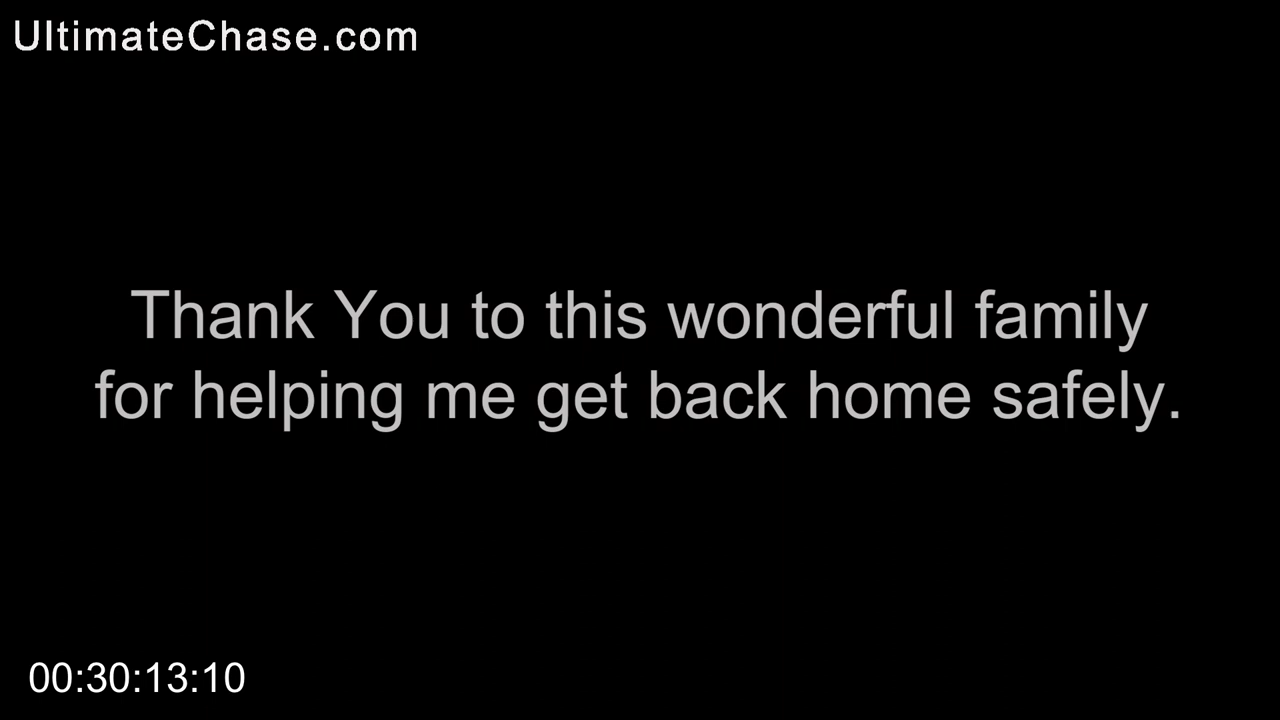 UltimateChase.com
Thank You to this wonderful family
for helping me get back home safely.
00:30:13:10